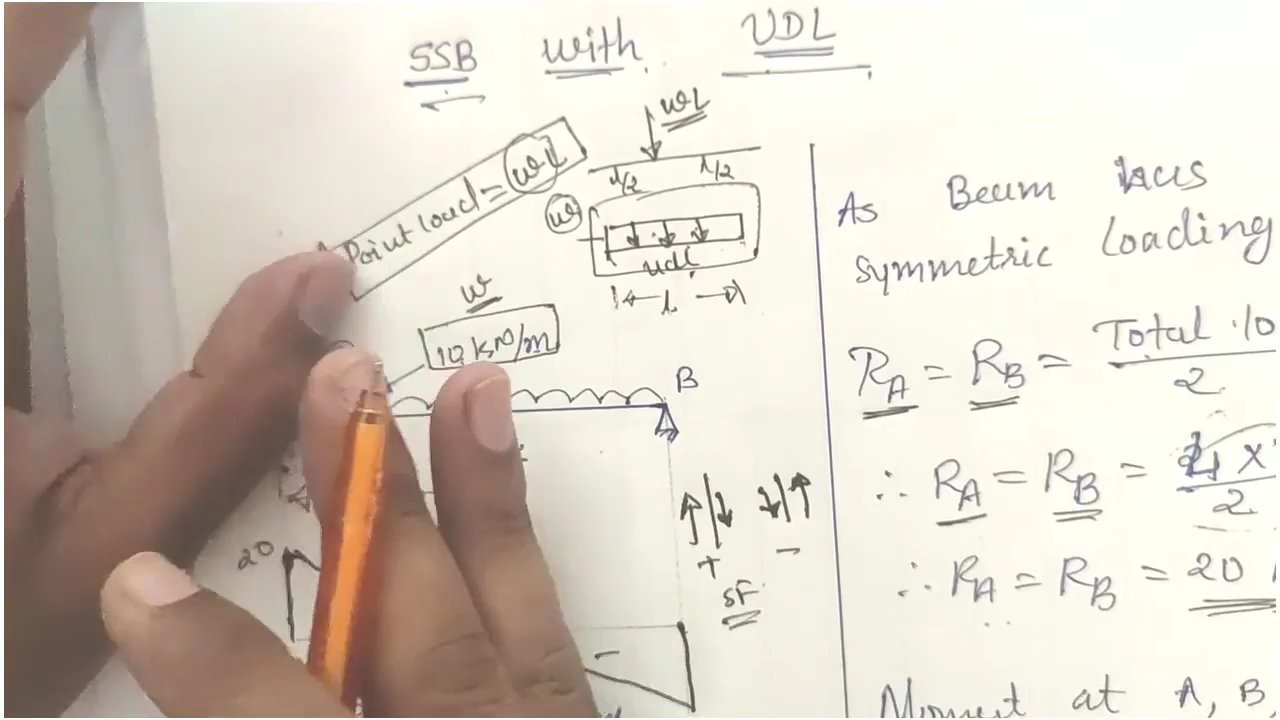 SSB with UDL
wL
Point load = wl
l/2 l/2
w
udl
l
w
10 kN/m
B
20
+ -
SF
-
As Beam has
symmetric loading
RA = RB = Total lo
2
∴ RA = RB = 4 x
2
∴ RA = RB = 20
Moment at A, B,